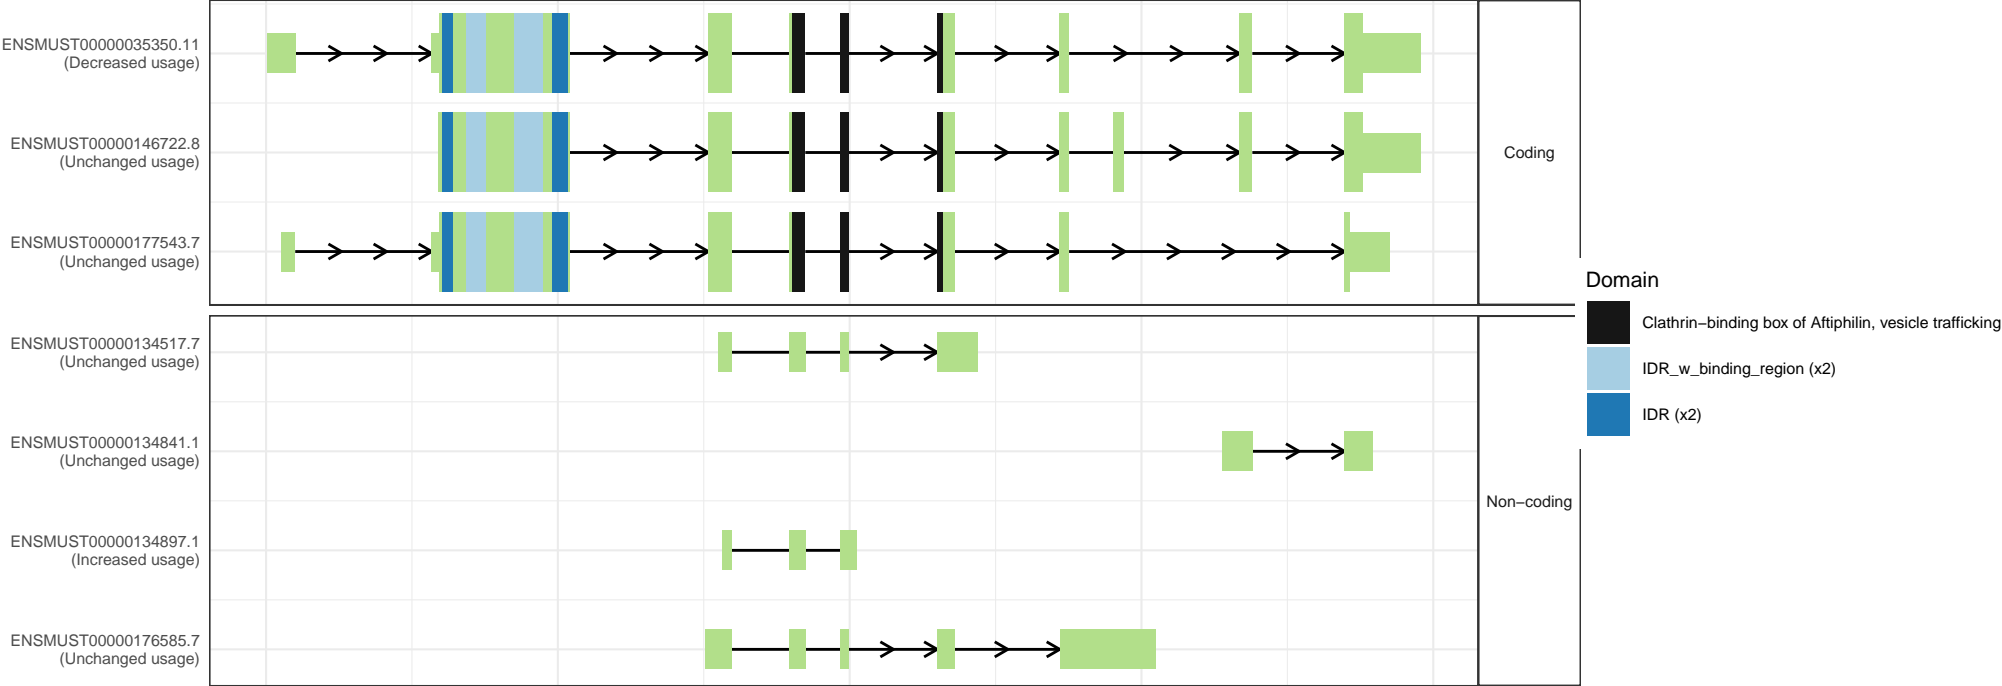 ENSMUST00000035350.11
(Decreased usage)
ENSMUST00000146722.8
(Unchanged usage)
ENSMUST00000177543.7
(Unchanged usage)
Coding
ENSMUST00000134517.7
(Unchanged usage)
ENSMUST00000134841.1
(Unchanged usage)
ENSMUST00000134897.1
(Increased usage)
ENSMUST00000176585.7
(Unchanged usage)
Non−coding
Domain
Clathrin−binding box of Aftiphilin, vesicle trafficking
IDR_w_binding_region (x2)
IDR (x2)